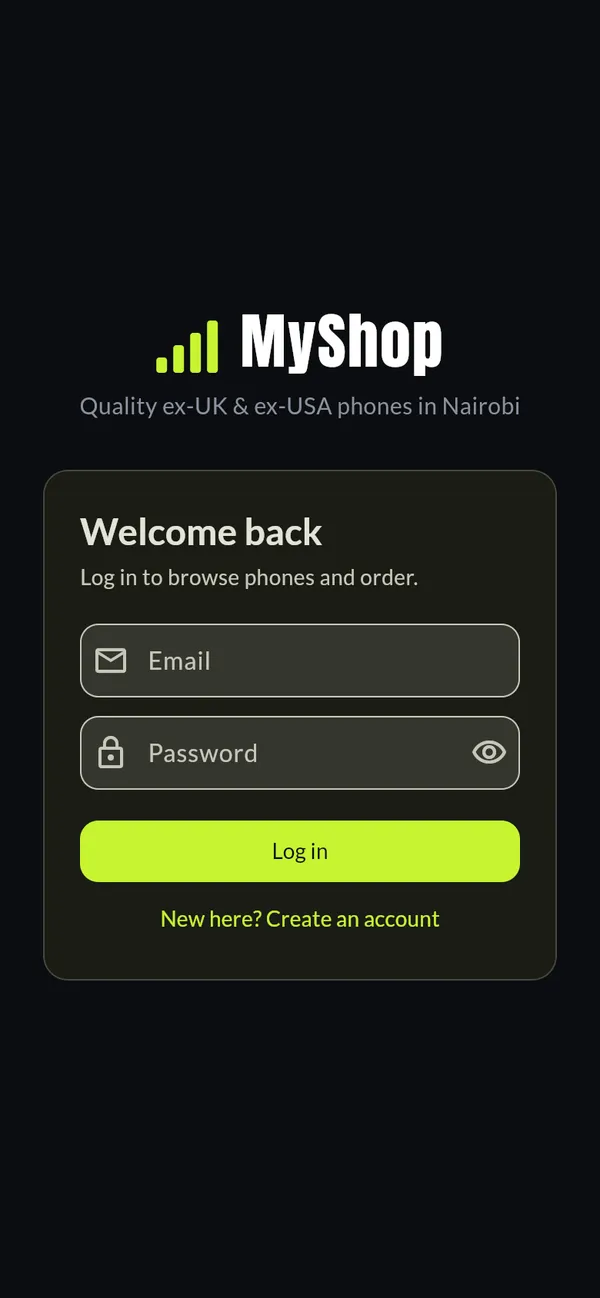 MyShop
Quality ex-UK & ex-USA phones in Nairobi
Welcome back
Log in to browse phones and order.
Email
Password
Log in
New here? Create an account